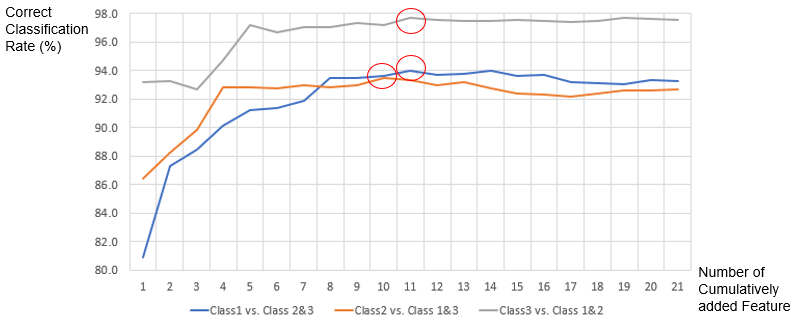 Correct
Classification
Rate (%)
98.0
96.0
94.0
92.0
90.0
88.0
86.0
84.0
82.0
80.0
1 2 3 4 5 6 7 8 9 10 11 12 13 14 15 16 17 18 19 20 21
Number of
Cumulatively
added Feature
Class1 vs. Class 2&3 Class2 vs. Class 1&3 Class3 vs. Class 1&2